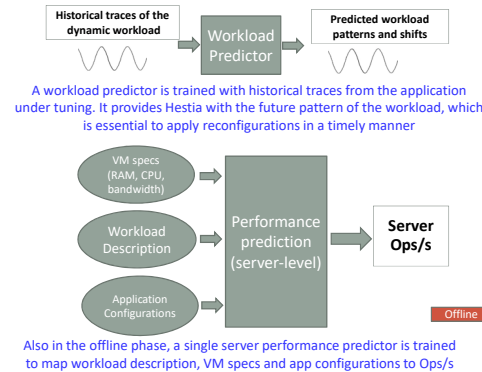 Historical traces of the
dynamic workload
Workload
Predictor
Predicted workload
patterns and shifts
A workload predictor is trained with historical traces from the application
under tuning. It provides Hestia with the future pattern of the workload, which
is essential to apply reconfigurations in a timely manner
VM specs
(RAM, CPU,
bandwidth)
Workload
Description
Application
Configurations
Performance
prediction
(server-level)
Server
Ops/s
Offline
Also in the offline phase, a single server performance predictor is trained
to map workload description, VM specs and app configurations to Ops/s